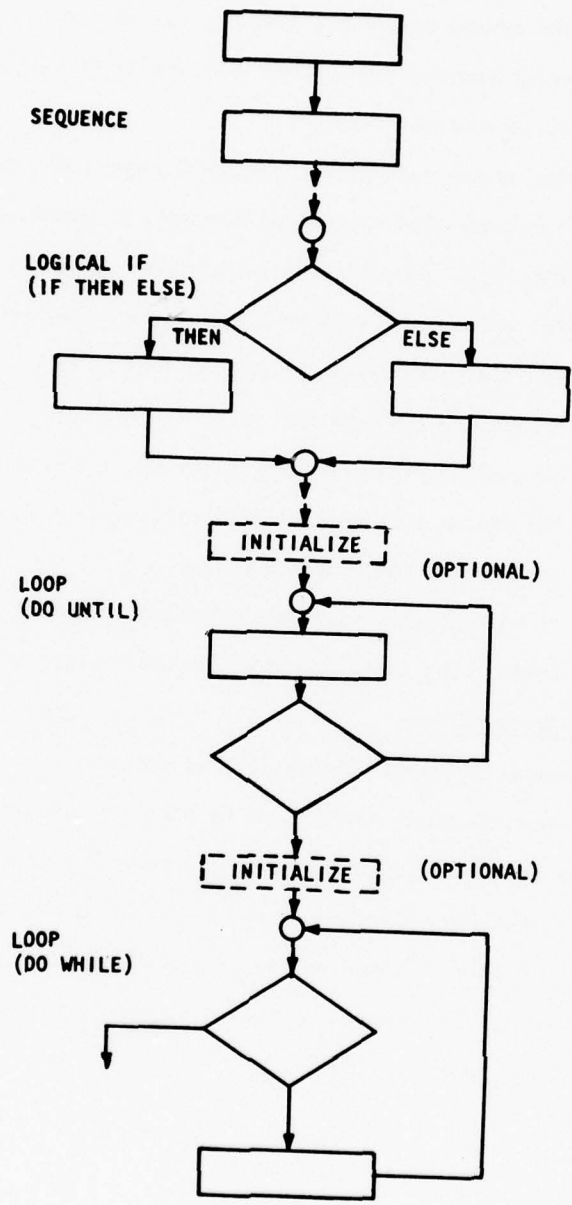 SEQUENCE
LOGICAL IF
(IF THEN ELSE)
THEN
ELSE
INITIALIZE
(OPTIONAL)
LOOP
(DO UNTIL)
INITIALIZE
(OPTIONAL)
LOOP
(DO WHILE)